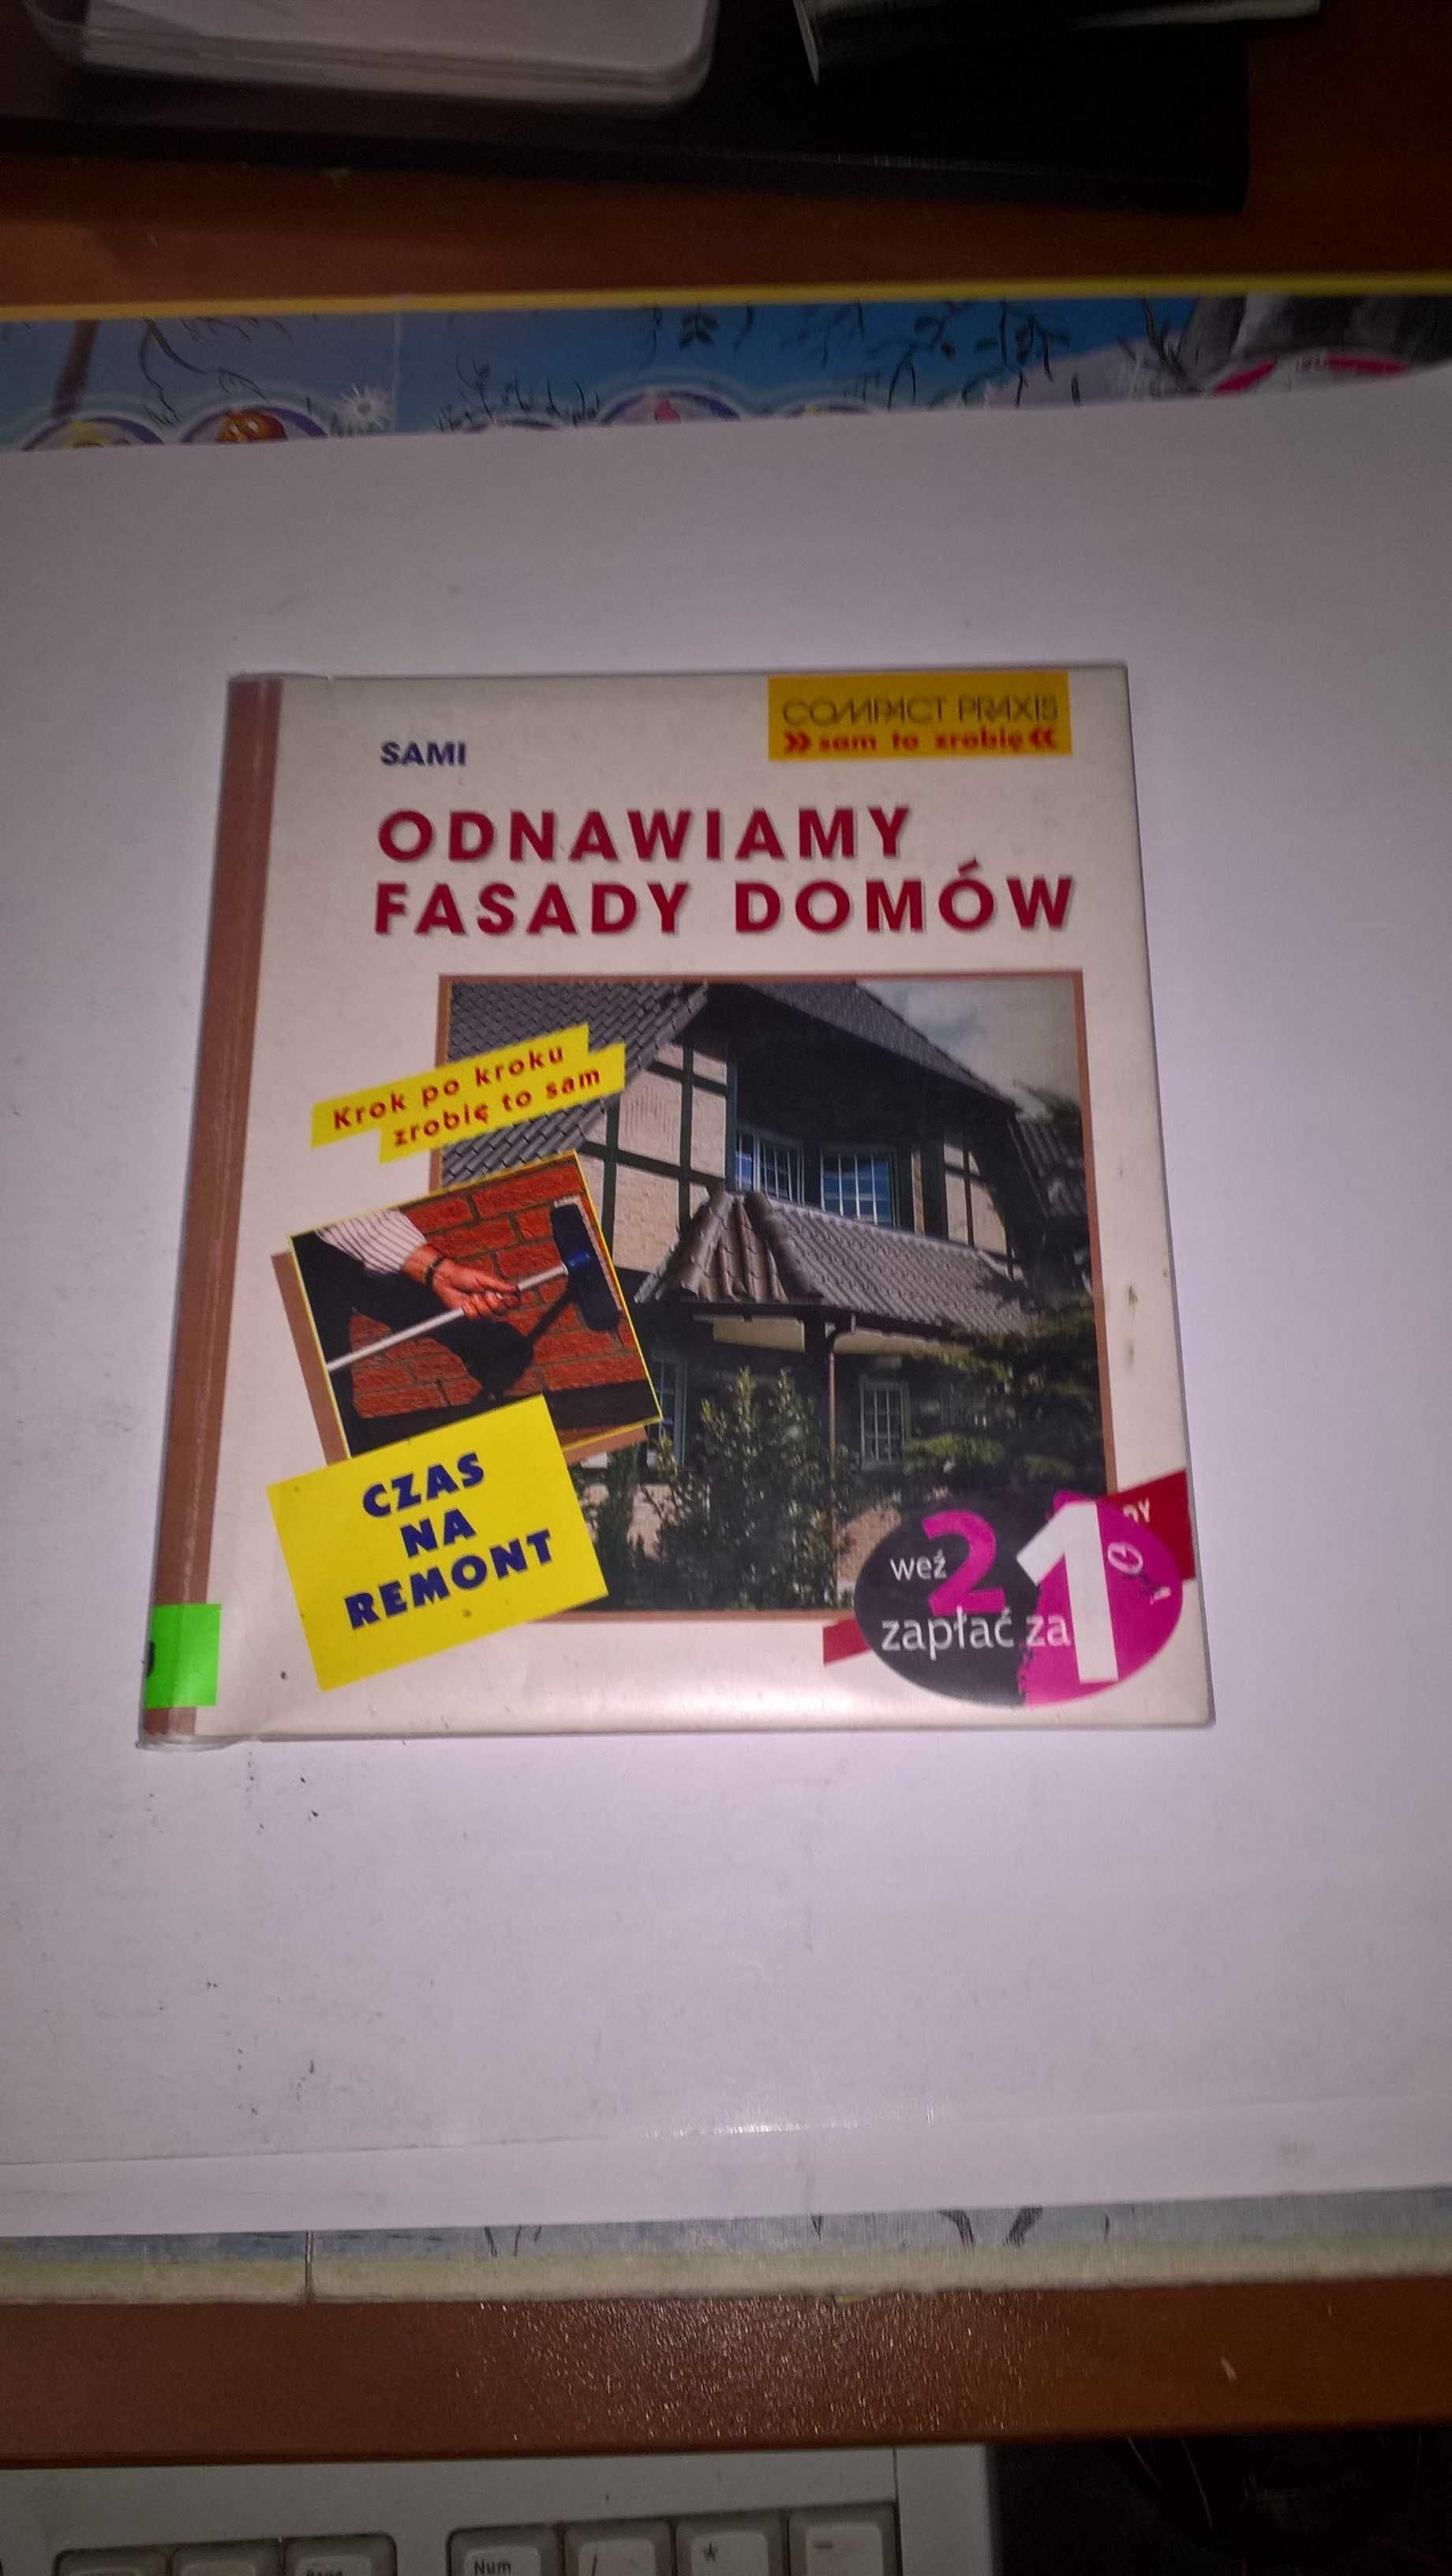 COMPACT PRAXIS
» sam to zrobię «
SAMI
ODNAWIAMY
FASADY DOMÓW
Krok po kroku
zrobię to sam
CZAS
NA
REMONT
weź 2
zapłać za 1
Num
/
*
-